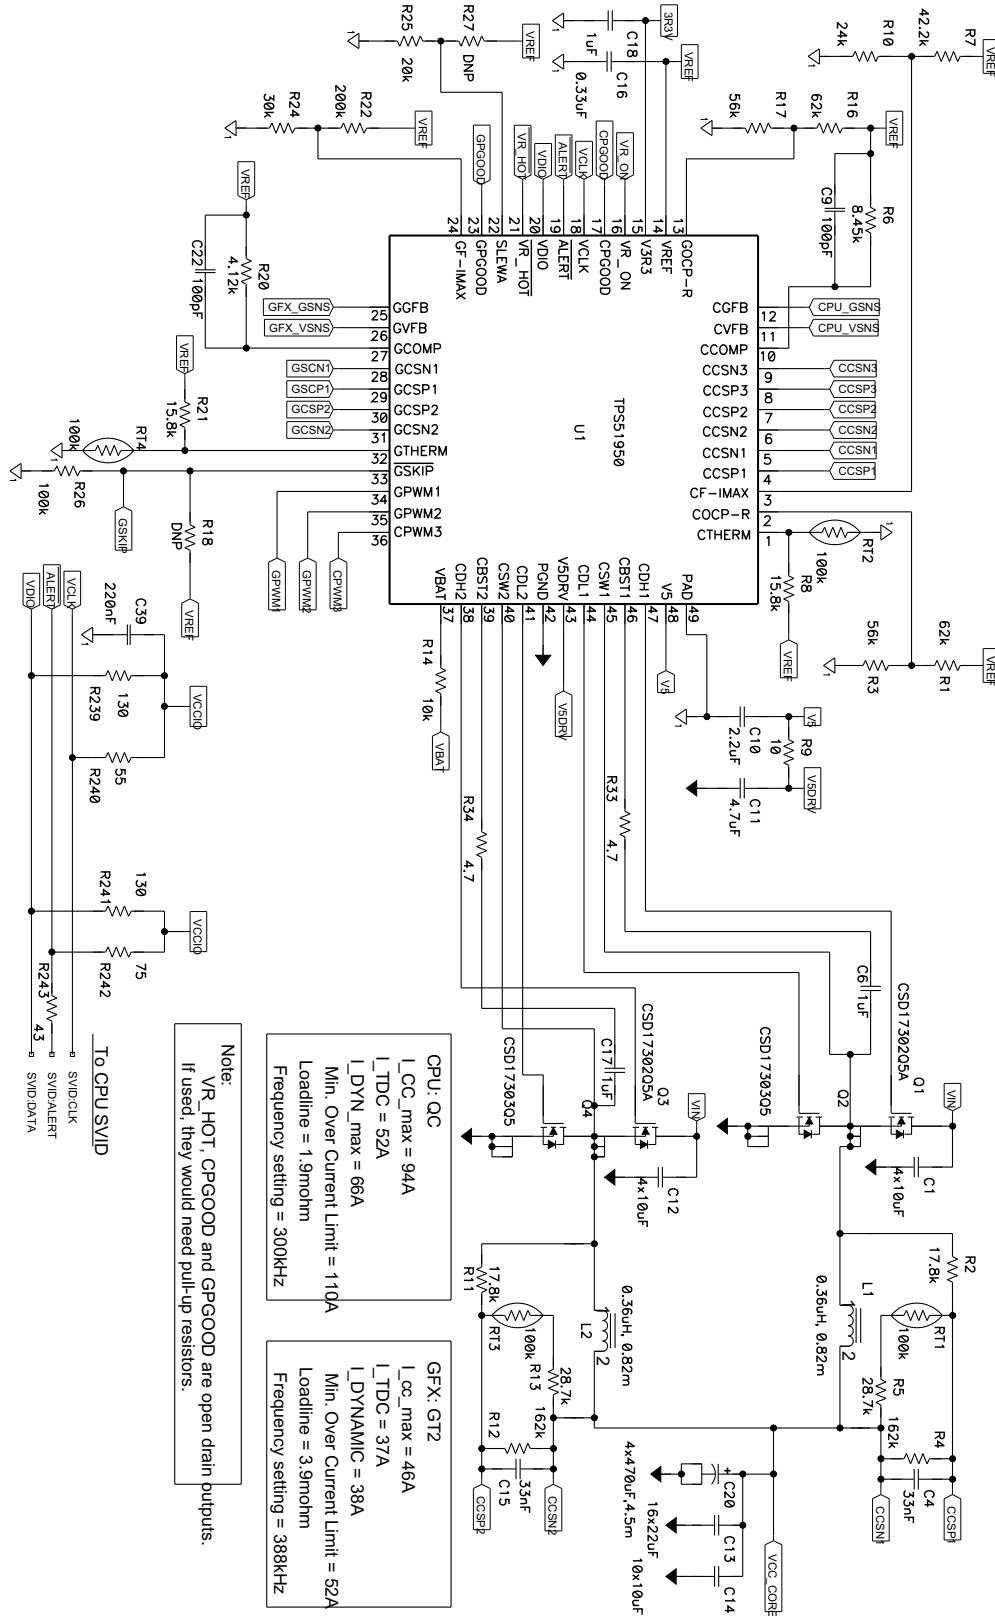 VREF
R7
42.2k
R10
24k
VREF
R16
62k
R17
56k
R6
8.45k
C9
100pF
3R3V
C18
1uF
VREF
C16
0.33uF
VREF
R27
DNP
R25
20k
VREF
R22
200k
R24
30k
VR_ON
CPGOOD
VCLK
ALERT
VDIO
VR_HOT
GPGOOD
VREF
R20
4.12k
C22
100pF
VREF
R21
15.8k
RT4
100k
R26
100k
GSKIP
R18
DNP
VREF
13 GOCP-R
14 VREF
15 V3R3
16 VR_ON
17 CPGOOD
18 VCLK
19 ALERT
20 VDIO
21 VR_HOT
22 SLEWA
23 GPGOOD
24 GF-IMAX
GFX_GSNS
GFX_VSNS
GSCN1
GSCP1
GCSP2
GCSN2
GGFB 25
GVFB 26
GCOMP 27
GCSN1 28
GCSP1 29
GCSP2 30
GCSN2 31
GTHERM 32
GSKIP 33
GPWM1 34
GPWM2 35
CPWM3 36
GPWM1
GPWM2
CPWM3
U1
TPS51950
CGFB 12
CVFB 11
CCOMP 10
CCSN3 9
CCSP3 8
CCSP2 7
CCSN2 6
CCSN1 5
CCSP1 4
CF-IMAX 3
COCP-R 2
CTHERM 1
CPU_GSNS
CPU_VSNS
CCSN3
CCSP3
CCSP2
CCSN2
CCSN1
CCSP1
RT2
100k
R8
15.8k
VREF
VREF
R1
62k
R3
56k
PAD 49
V5 48
CDH1 47
CBST1 46
CSW1 45
CDL1 44
V5DRV 43
PGND 42
CDL2 41
CSW2 40
CBST2 39
CDH2 38
VBAT 37
V5
V5DRV
R14
10k
VBAT
V5
C10
2.2uF
R9
10
V5DRV
C11
4.7uF
R33
4.7
R34
4.7
C6
1uF
CSD17302Q5A
Q1
VIN
CSD17303Q5
Q2
C1
4x10uF
C17
1uF
CSD17302Q5A
Q3
VIN
CSD17303Q5
Q4
C12
4x10uF
R2
17.8k
L1
0.36uH, 0.82m
2
RT1
100k
R5
28.7k
R4
162k
C4
33nF
CCSP1
CCSN1
R11
17.8k
L2
0.36uH, 0.82m
2
RT3
100k
R13
28.7k
R12
162k
C15
33nF
CCSN2
CCSP2
VCC_CORE
C20
4x470uF,4.5m
C13
16x22uF
C14
10x10uF
VCLK
ALERT
VDIO
C39
220nF
R239
130
VCCIO
R240
55
R241
130
VCCIO
R242
75
R243
43
SVID:CLK
SVID:ALERT
SVID:DATA
To CPU SVID
CPU: QC
I_CC_max = 94A
I_TDC = 52A
I_DYN_max = 66A
Min. Over Current Limit = 110A
Loadline = 1.9mohm
Frequency setting = 300kHz
GFX: GT2
I_cc_max = 46A
I_TDC = 37A
I_DYNAMIC = 38A
Min. Over Current Limit = 52A
Loadline = 3.9mohm
Frequency setting = 388kHz
Note:
VR_HOT, CPGOOD and GPGOOD are open drain outputs.
If used, they would need pull-up resistors.